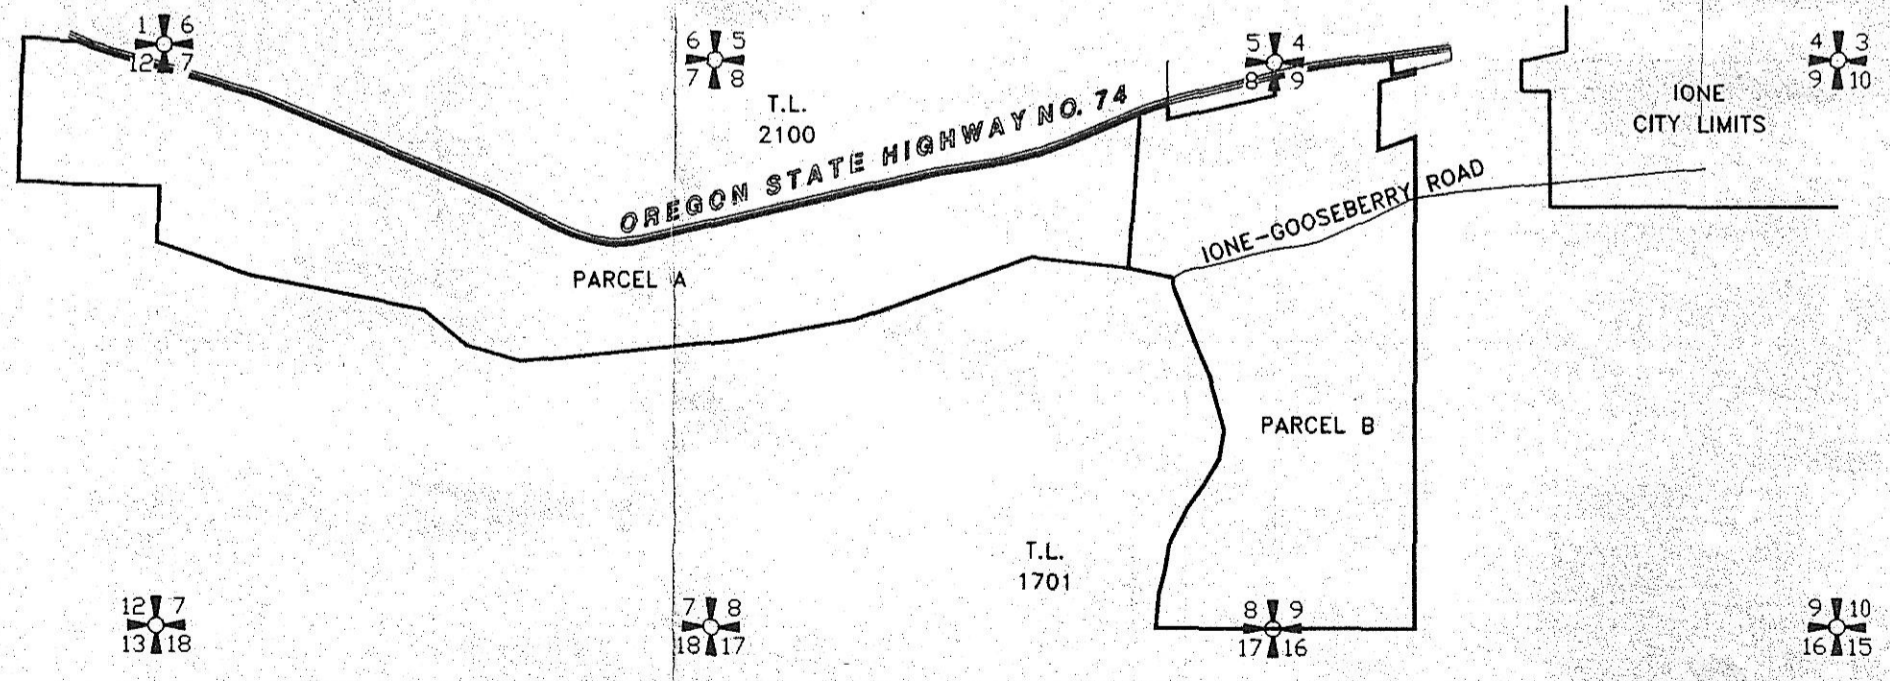 1 6
12 7
6 5
7 8
5 4
8 9
4 3
9 10
T.L.
2100
OREGON STATE HIGHWAY NO. 74
IONE
CITY LIMITS
IONE-GOOSEBERRY ROAD
PARCEL A
PARCEL B
T.L.
1701
12 7
13 18
7 8
18 17
8 9
17 16
9 10
16 15